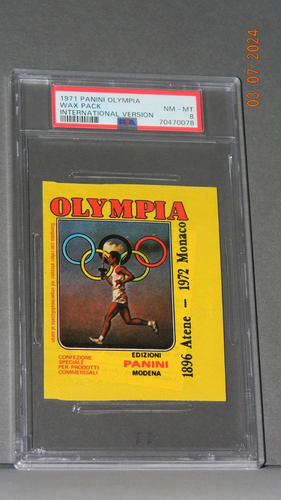 03 07 2024
1971 PANINI OLYMPIA
WAX PACK
INTERNATIONAL VERSION
NM - MT
8
PSA
70470078
OLYMPIA
1896 Atene - 1972 Monaco
CONFEZIONE
SPECIALE
PER PRODOTTI
COMMERCIALI
EDIZIONI
PANINI
MODENA